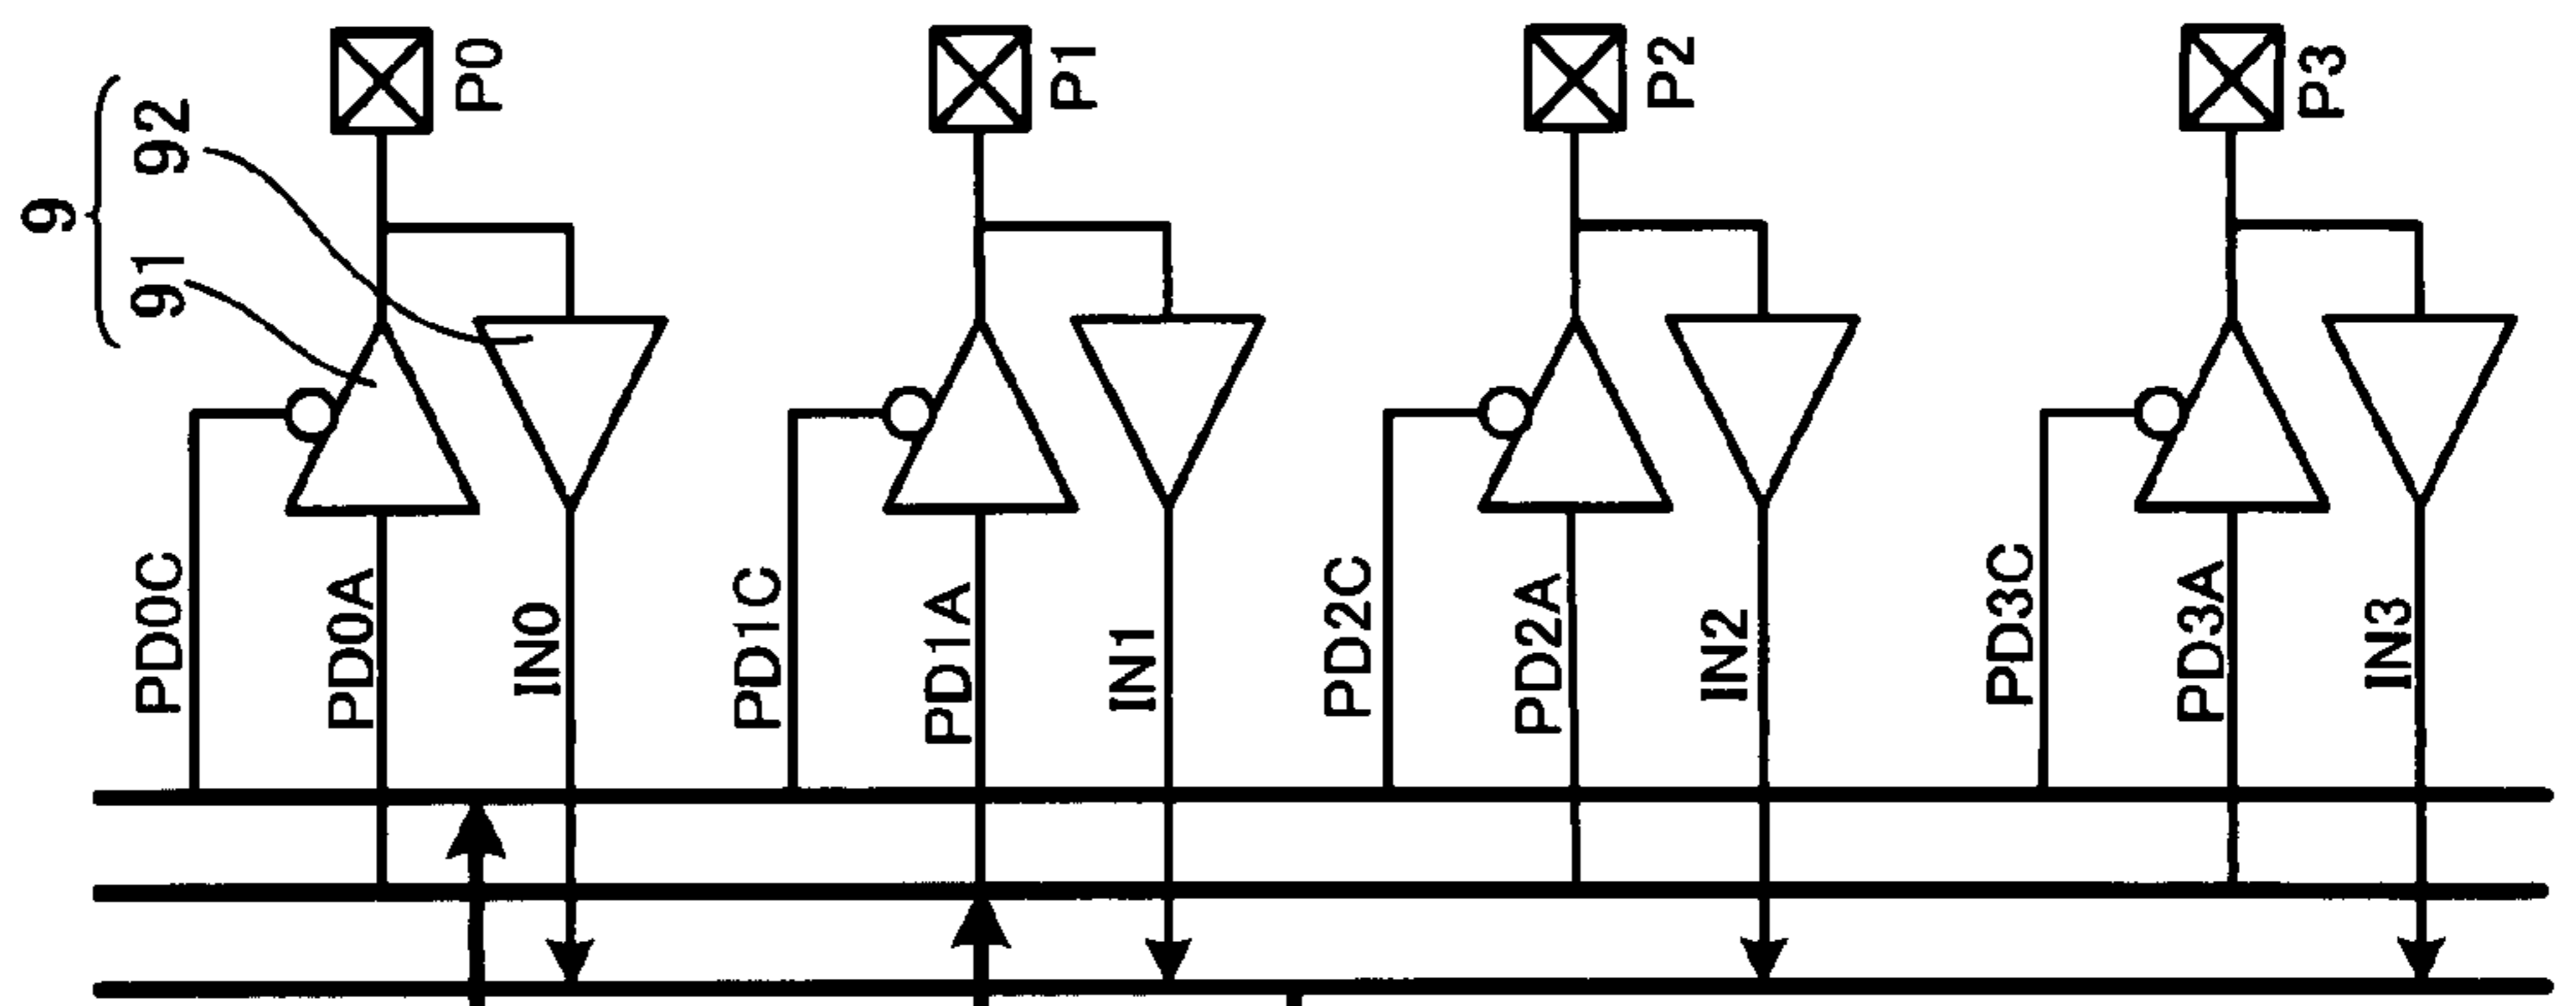 9
91
92
P0
P1
P2
P3
PD0C
PD0A
IN0
PD1C
PD1A
IN1
PD2C
PD2A
IN2
PD3C
PD3A
IN3